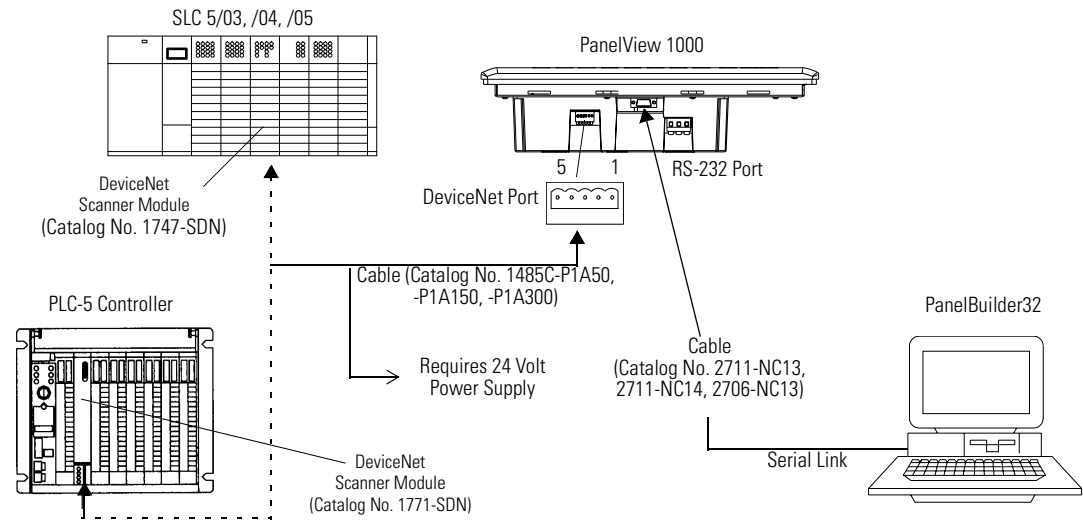 SLC 5/03, /04, /05
PanelView 1000
5 1
RS-232 Port
DeviceNet Port
DeviceNet
Scanner Module
(Catalog No. 1747-SDN)
Cable (Catalog No. 1485C-P1A50,
-P1A150, -P1A300)
PLC-5 Controller
PanelBuilder32
Requires 24 Volt
Power Supply
Cable
(Catalog No. 2711-NC13,
2711-NC14, 2706-NC13)
Serial Link
DeviceNet
Scanner Module
(Catalog No. 1771-SDN)